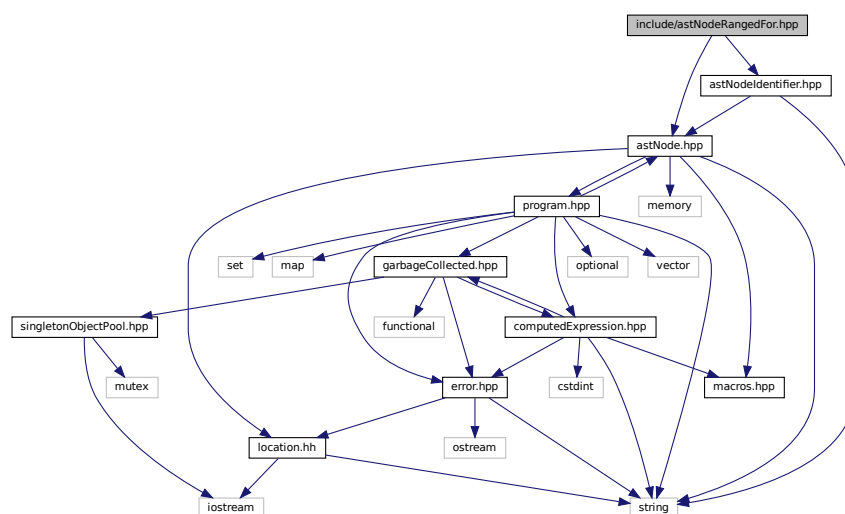 include/astNodeRangedFor.hpp
astNodeIdentifier.hpp
astNode.hpp
program.hpp
memory
set
map
garbageCollected.hpp
optional
vector
singletonObjectPool.hpp
functional
computedExpression.hpp
mutex
error.hpp
cstdint
macros.hpp
location.hh
ostream
iostream
string